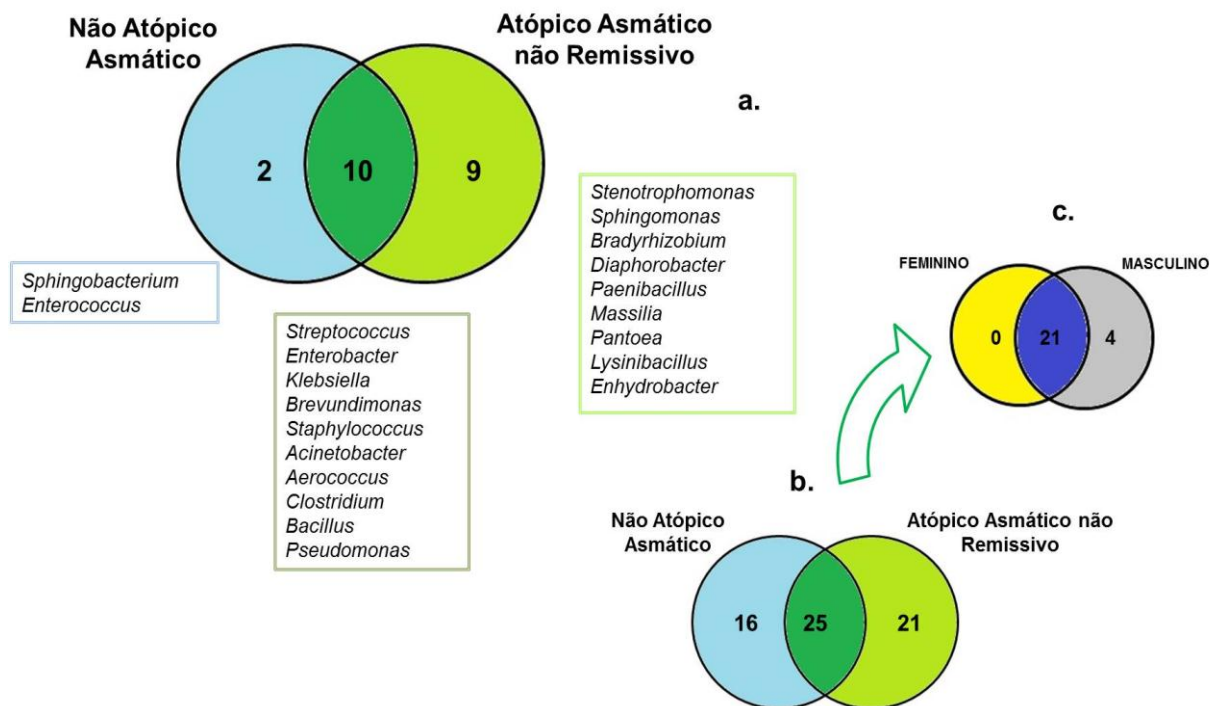 Não Atópico
Asmático
Atópico Asmático
não Remissivo
2
10
9
Sphingobacterium
Enterococcus
Streptococcus
Enterobacter
Klebsiella
Brevundimonas
Staphylococcus
Acinetobacter
Aerococcus
Clostridium
Bacillus
Pseudomonas
a.
Stenotrophomonas
Sphingomonas
Bradyrhizobium
Diaphorobacter
Paenibacillus
Massilia
Pantoea
Lysinibacillus
Enhydrobacter
c.
FEMININO
MASCULINO
0
21
4
b.
Não Atópico
Asmático
Atópico Asmático não
Remissivo
16
25
21